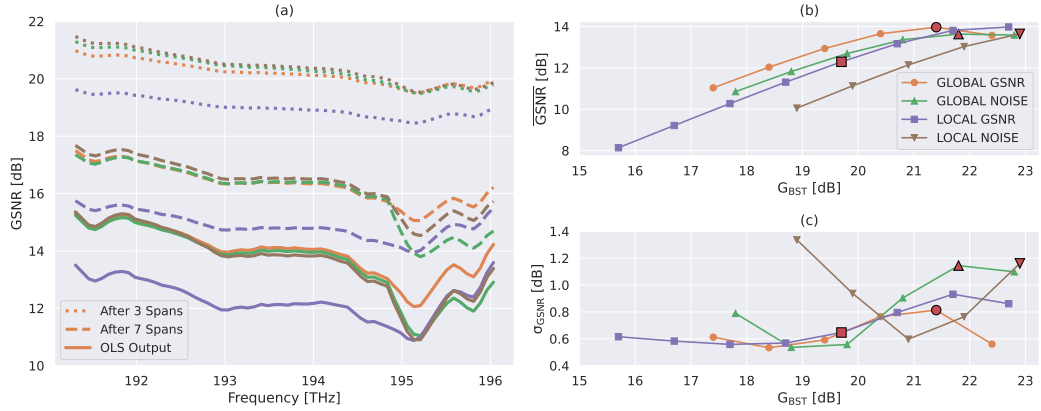 (a)
22
20
18
16
14
12
10
GSNR [dB]
After 3 Spans
After 7 Spans
OLS Output
192
193
194
195
196
Frequency [THz]
(b)
14
12
10
8
GSNR [dB]
GLOBAL GSNR
GLOBAL NOISE
LOCAL GSNR
LOCAL NOISE
15
16
17
18
19
20
21
22
23
G_BST [dB]
(c)
1.4
1.2
1.0
0.8
0.6
0.4
σ_GSNR [dB]
15
16
17
18
19
20
21
22
23
G_BST [dB]